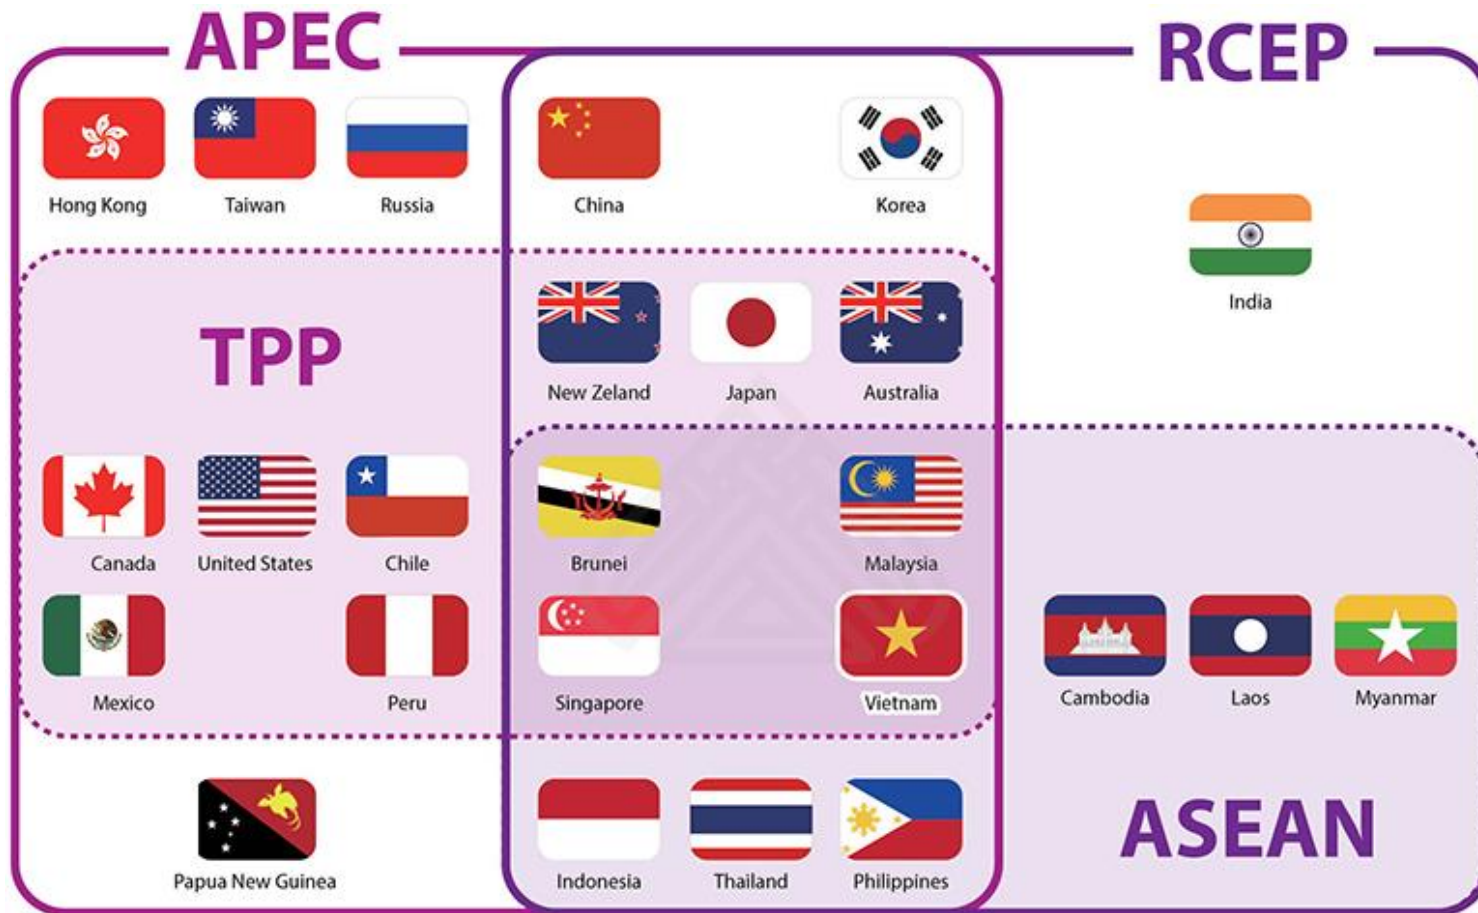 APEC
RCEP
Hong Kong
Taiwan
Russia
China
Korea
India
TPP
New Zeland
Japan
Australia
Canada
United States
Chile
Brunei
Malaysia
Mexico
Peru
Singapore
Vietnam
Cambodia
Laos
Myanmar
ASEAN
Papua New Guinea
Indonesia
Thailand
Philippines